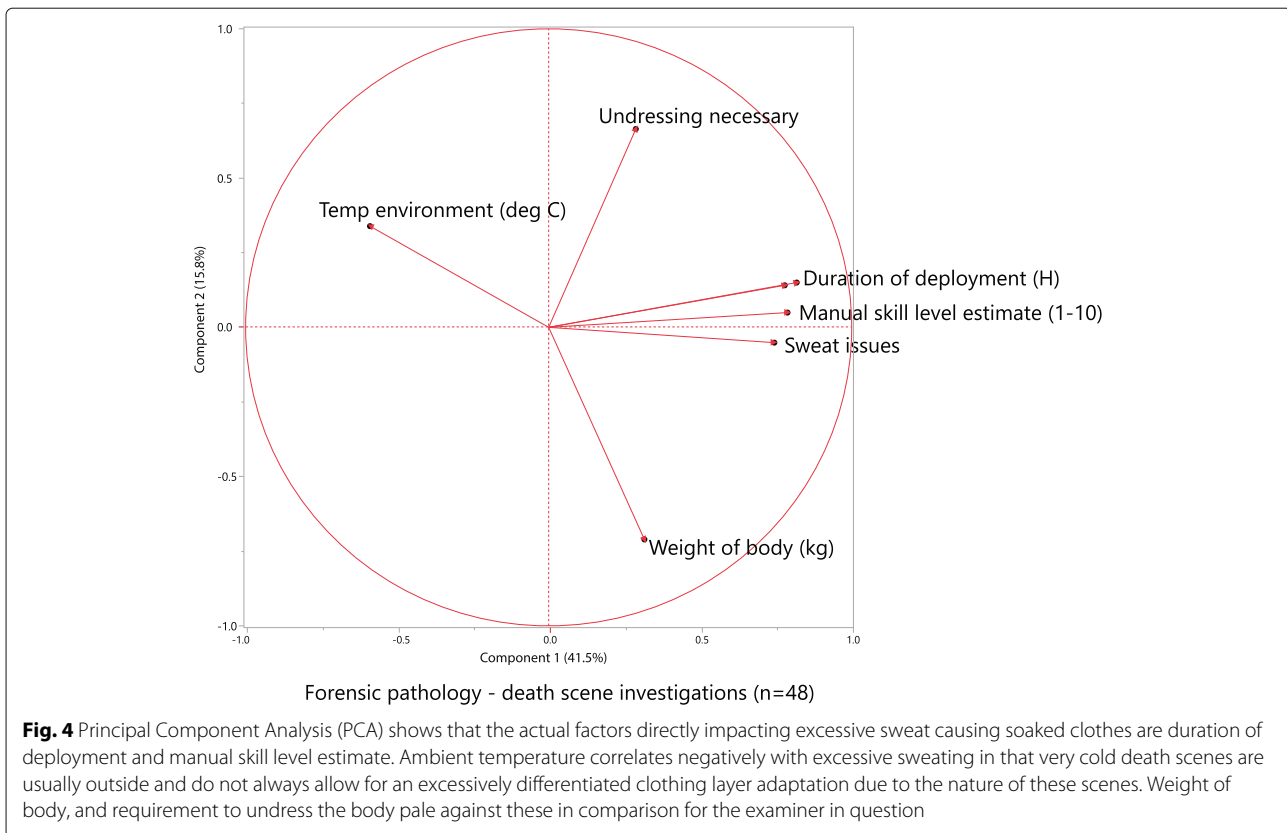 1.0
Undressing necessary
0.5
Temp environment (deg C)
Duration of deployment (H)
Manual skill level estimate (1-10)
0.0
Sweat issues
Component 2 (15.8%)
-0.5
Weight of body (kg)
-1.0
-1.0 -0.5 0.0 0.5 1.0
Component 1 (41.5%)
Forensic pathology - death scene investigations (n=48)
Fig. 4 Principal Component Analysis (PCA) shows that the actual factors directly impacting excessive sweat causing soaked clothes are duration of
deployment and manual skill level estimate. Ambient temperature correlates negatively with excessive sweating in that very cold death scenes are
usually outside and do not always allow for an excessively differentiated clothing layer adaptation due to the nature of these scenes. Weight of
body, and requirement to undress the body pale against these in comparison for the examiner in question